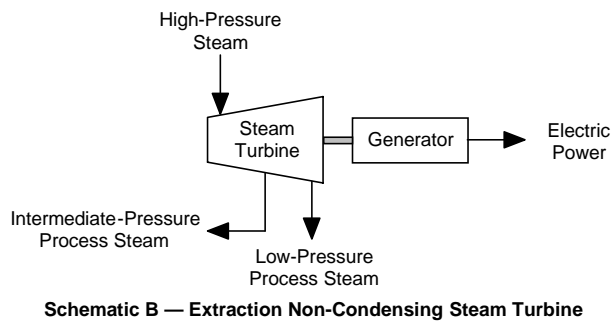 High-Pressure
Steam
Steam
Turbine
Generator
Electric
Power
Intermediate-Pressure
Process Steam
Low-Pressure
Process Steam
Schematic B — Extraction Non-Condensing Steam Turbine